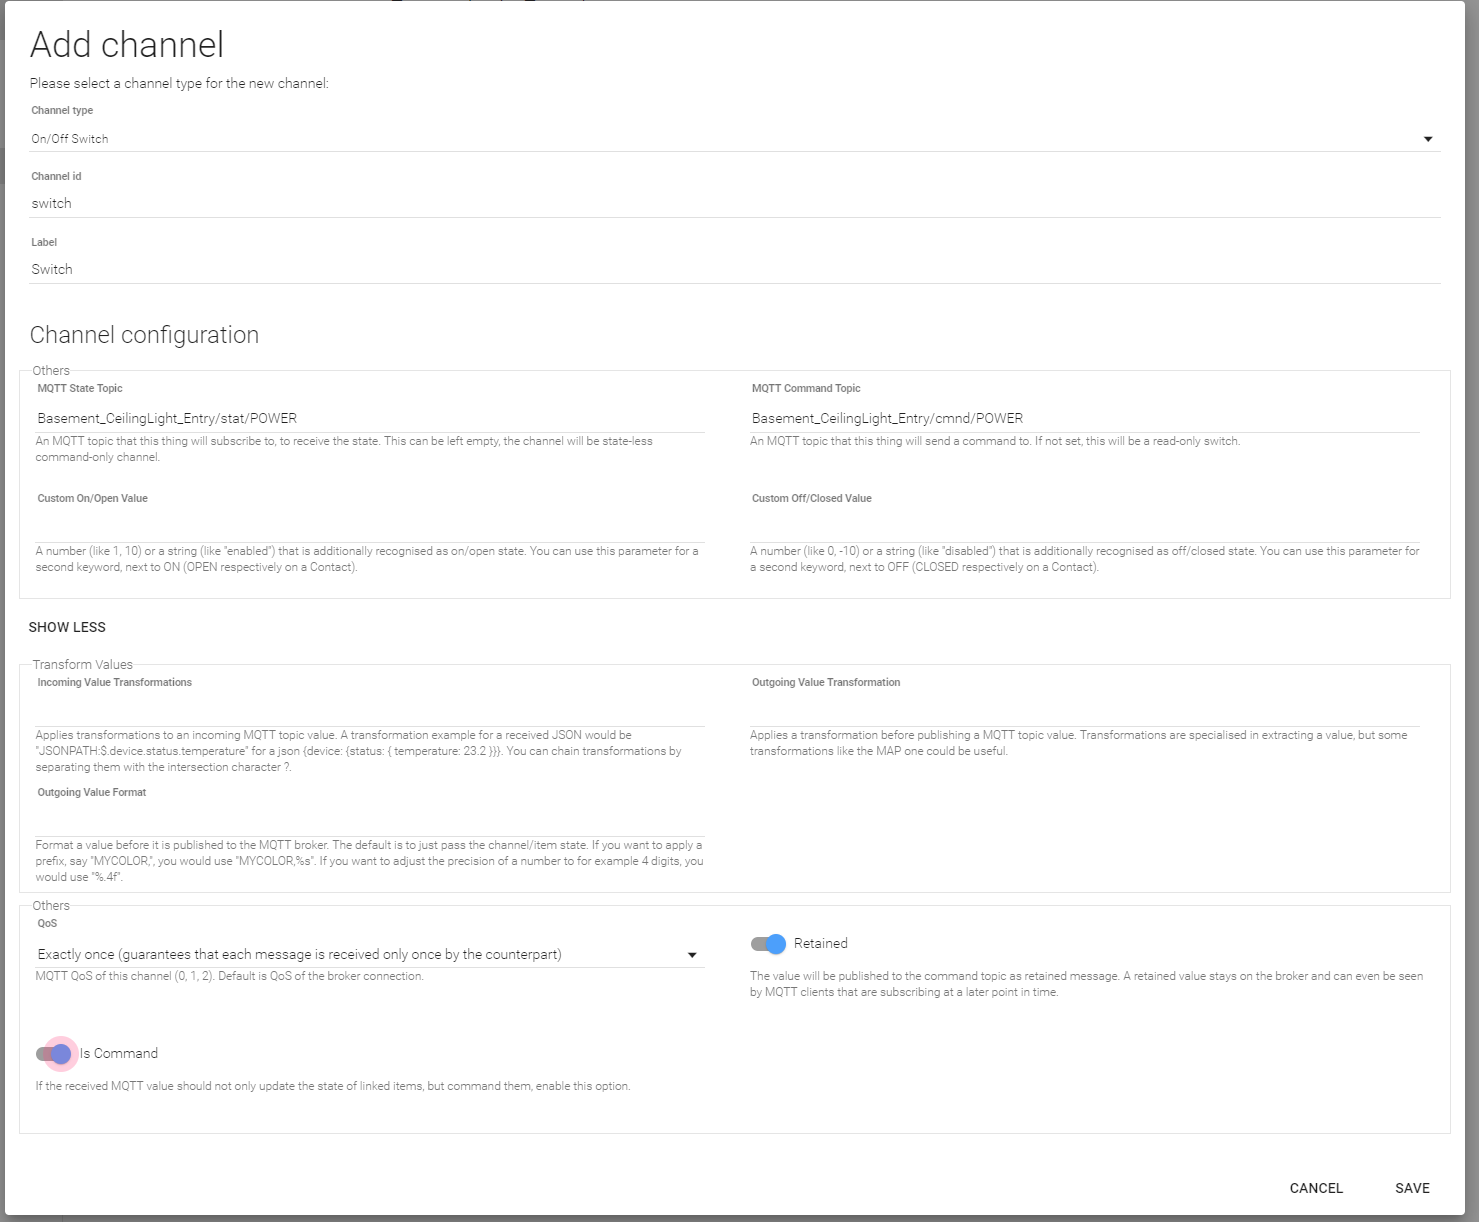 Add channel
Please select a channel type for the new channel:
Channel type
On/Off Switch
Channel id
switch
Label
Switch
Channel configuration
Others
MQTT State Topic
Basement_CeilingLight_Entry/stat/POWER
An MQTT topic that this thing will subscribe to, to receive the state. This can be left empty, the channel will be state-less
command-only channel.
MQTT Command Topic
Basement_CeilingLight_Entry/cmnd/POWER
An MQTT topic that this thing will send a command to. If not set, this will be a read-only switch.
Custom On/Open Value
A number (like 1, 10) or a string (like "enabled") that is additionally recognised as on/open state. You can use this parameter for a
second keyword, next to ON (OPEN respectively on a Contact).
Custom Off/Closed Value
A number (like 0, -10) or a string (like "disabled") that is additionally recognised as off/closed state. You can use this parameter for
a second keyword, next to OFF (CLOSED respectively on a Contact).
SHOW LESS
Transform Values
Incoming Value Transformations
Applies transformations to an incoming MQTT topic value. A transformation example for a received JSON would be
"JSONPATH:$.device.status.temperature" for a json {device: {status: { temperature: 23.2 }}}. You can chain transformations by
separating them with the intersection character ?.
Outgoing Value Transformation
Applies a transformation before publishing a MQTT topic value. Transformations are specialised in extracting a value, but some
transformations like the MAP one could be useful.
Outgoing Value Format
Format a value before it is published to the MQTT broker. The default is to just pass the channel/item state. If you want to apply a
prefix, say "MYCOLOR,", you would use "MYCOLOR,%s". If you want to adjust the precision of a number to for example 4 digits, you
would use "%.4f".
Others
QoS
Exactly once (guarantees that each message is received only once by the counterpart)
MQTT QoS of this channel (0, 1, 2). Default is QoS of the broker connection.
Retained
The value will be published to the command topic as retained message. A retained value stays on the broker and can even be seen
by MQTT clients that are subscribing at a later point in time.
Is Command
If the received MQTT value should not only update the state of linked items, but command them, enable this option.
CANCEL
SAVE